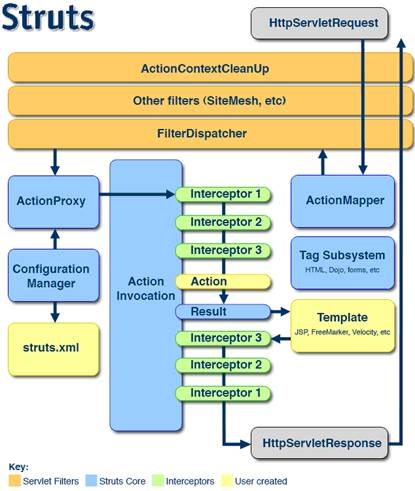 Struts
HttpServletRequest
ActionContextCleanUp
Other filters (SiteMesh, etc)
FilterDispatcher
ActionProxy
Interceptor 1
ActionMapper
Interceptor 2
Interceptor 3
Tag Subsystem
HTML, Dojo, forms, etc
Configuration
Manager
Action
Invocation
Action
Result
Template
JSP, FreeMarker, Velocity, etc
struts.xml
Interceptor 3
Interceptor 2
Interceptor 1
HttpServletResponse
Key:
Servlet Filters
Struts Core
Interceptors
User created